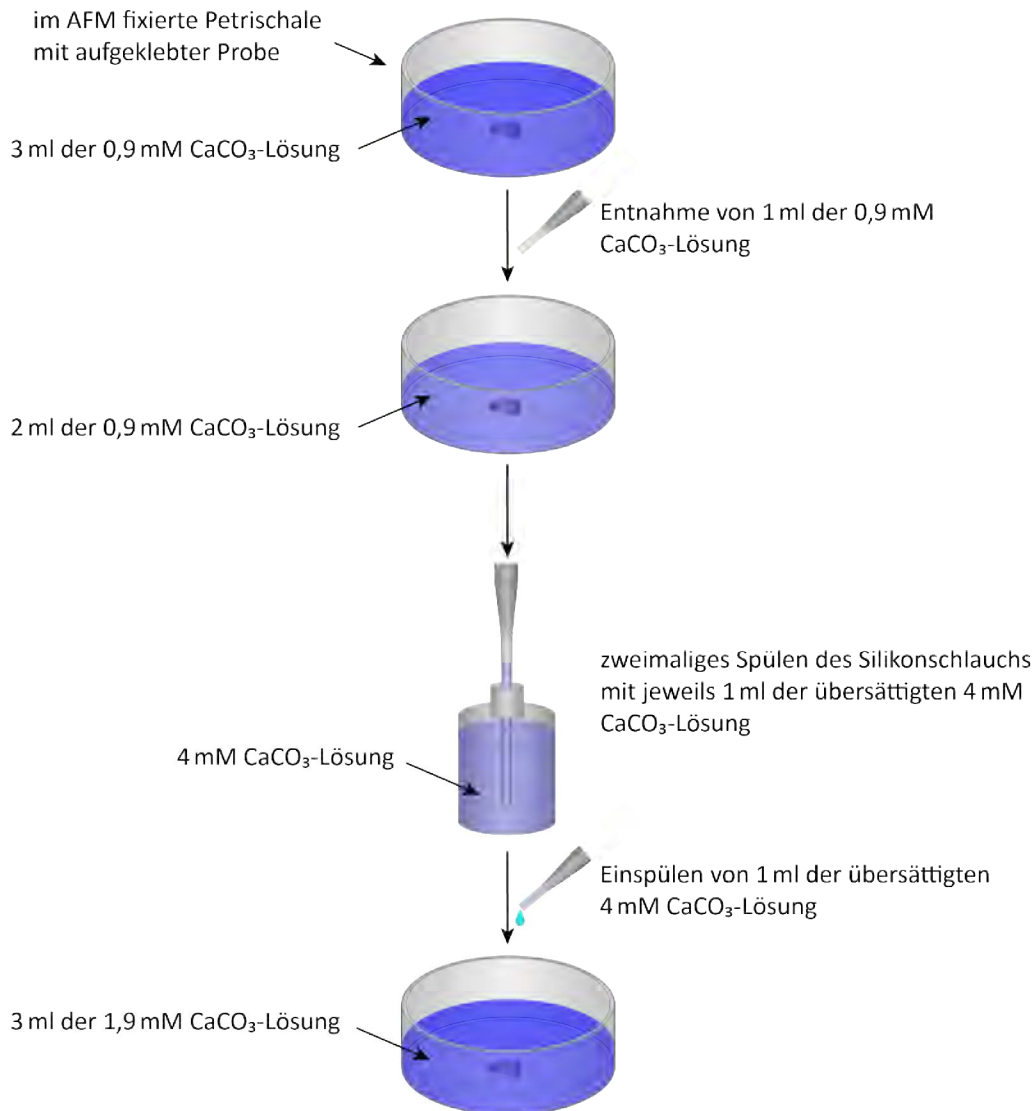 im AFM fixierte Petrischale
mit aufgeklebter Probe
3 ml der 0,9 mM CaCO₃-Lösung
Entnahme von 1 ml der 0,9 mM
CaCO₃-Lösung
2 ml der 0,9 mM CaCO₃-Lösung
zweimaliges Spülen des Silikonschlauchs
mit jeweils 1 ml der übersättigten 4 mM
CaCO₃-Lösung
4 mM CaCO₃-Lösung
Einspülen von 1 ml der übersättigten
4 mM CaCO₃-Lösung
3 ml der 1,9 mM CaCO₃-Lösung